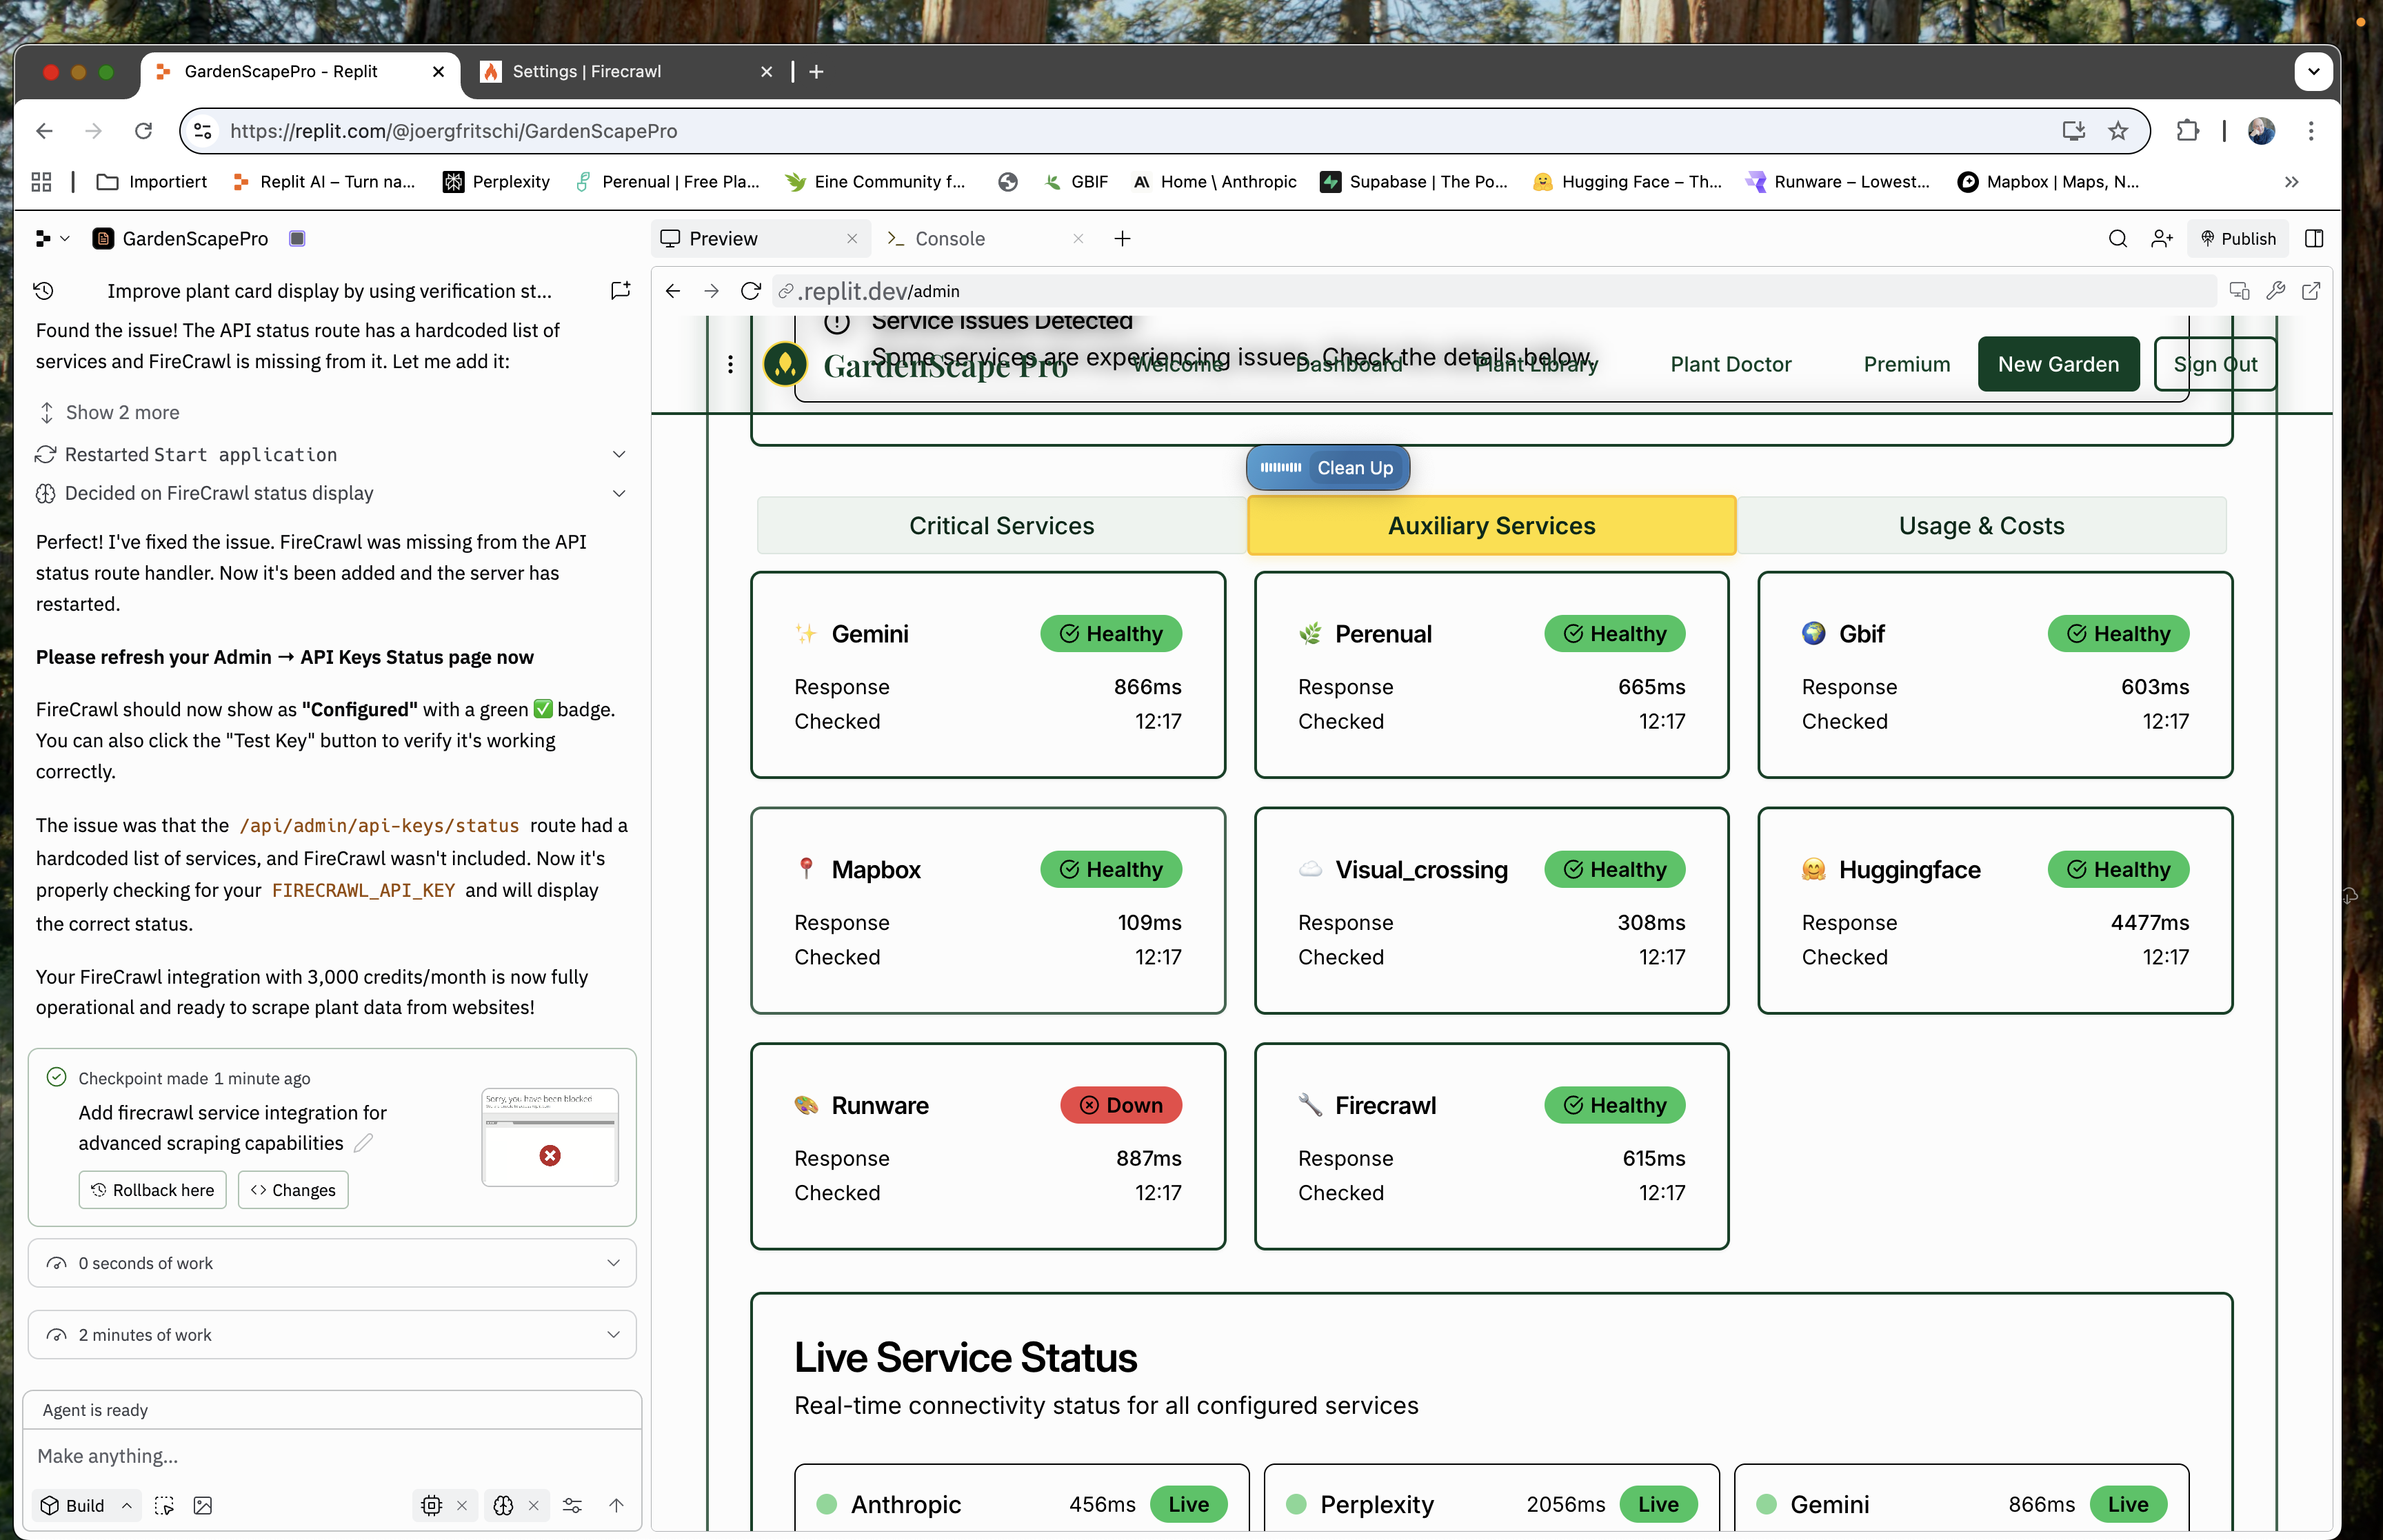 GardenScapePro - Replit
Settings | Firecrawl
https://replit.com/@joergfritschi/GardenScapePro
Importiert
Replit AI – Turn na...
Perplexity
Perenual | Free Pla...
Eine Community f...
GBIF
Home \ Anthropic
Supabase | The Po...
Hugging Face – Th...
Runware – Lowest...
Mapbox | Maps, N...
GardenScapePro
Preview
Console
Publish
Improve plant card display by using verification st...
.replit.dev/admin
Found the issue! The API status route has a hardcoded list of
services and FireCrawl is missing from it. Let me add it:
Show 2 more
Restarted Start application
Decided on FireCrawl status display
Perfect! I've fixed the issue. FireCrawl was missing from the API
status route handler. Now it's been added and the server has
restarted.
Please refresh your Admin → API Keys Status page now
FireCrawl should now show as "Configured" with a green ✅ badge.
You can also click the "Test Key" button to verify it's working
correctly.
The issue was that the /api/admin/api-keys/status route had a
hardcoded list of services, and FireCrawl wasn't included. Now it's
properly checking for your FIRECRAWL_API_KEY and will display
the correct status.
Your FireCrawl integration with 3,000 credits/month is now fully
operational and ready to scrape plant data from websites!
Checkpoint made 1 minute ago
Add firecrawl service integration for
advanced scraping capabilities
Sorry, you have been blocked
Rollback here
Changes
0 seconds of work
2 minutes of work
Agent is ready
Make anything...
Build
Service Issues Detected
Some services are experiencing issues. Check the details below.
GardenScape Pro
Welcome
Dashboard
Plant Library
Plant Doctor
Premium
New Garden
Sign Out
Clean Up
Critical Services
Auxiliary Services
Usage & Costs
Gemini
Healthy
Response 866ms
Checked 12:17
Perenual
Healthy
Response 665ms
Checked 12:17
Gbif
Healthy
Response 603ms
Checked 12:17
Mapbox
Healthy
Response 109ms
Checked 12:17
Visual_crossing
Healthy
Response 308ms
Checked 12:17
Huggingface
Healthy
Response 4477ms
Checked 12:17
Runware
Down
Response 887ms
Checked 12:17
Firecrawl
Healthy
Response 615ms
Checked 12:17
Live Service Status
Real-time connectivity status for all configured services
Anthropic 456ms Live
Perplexity 2056ms Live
Gemini 866ms Live